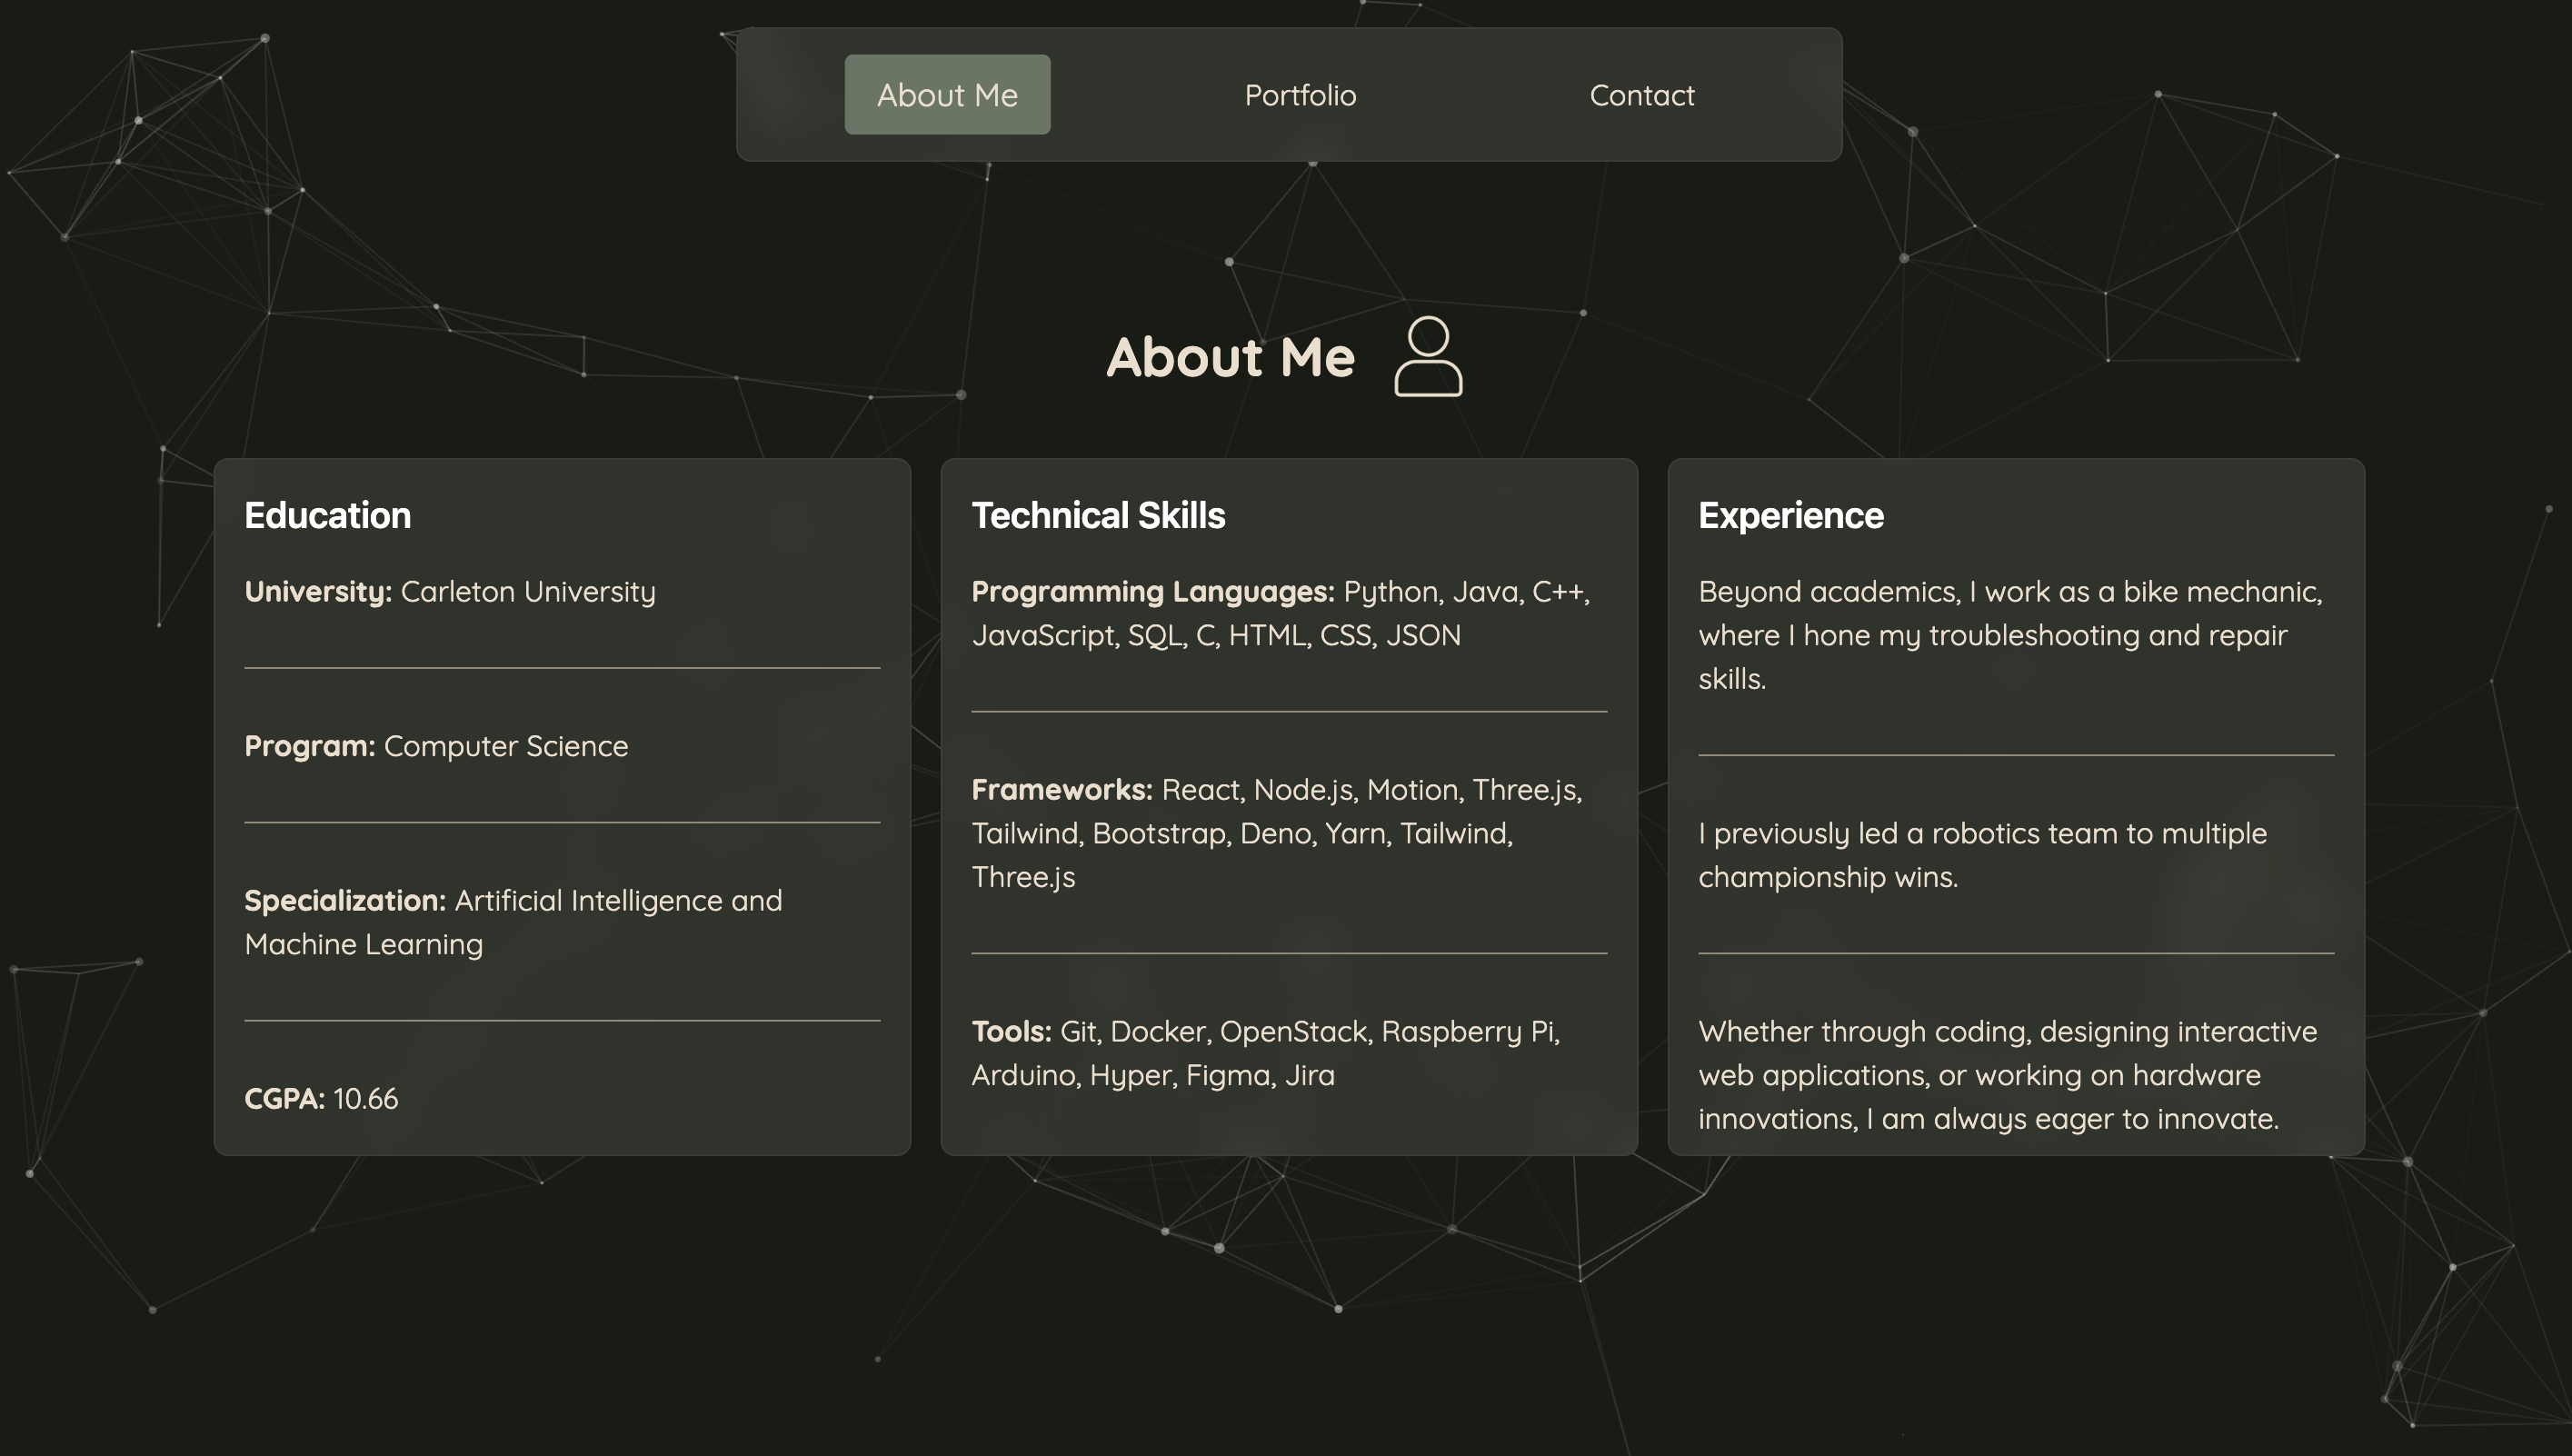 About Me
Portfolio
Contact
About Me
Education
University: Carleton University
Program: Computer Science
Specialization: Artificial Intelligence and
Machine Learning
CGPA: 10.66
Technical Skills
Programming Languages: Python, Java, C++,
JavaScript, SQL, C, HTML, CSS, JSON
Frameworks: React, Node.js, Motion, Three.js,
Tailwind, Bootstrap, Deno, Yarn, Tailwind,
Three.js
Tools: Git, Docker, OpenStack, Raspberry Pi,
Arduino, Hyper, Figma, Jira
Experience
Beyond academics, I work as a bike mechanic,
where I hone my troubleshooting and repair
skills.
I previously led a robotics team to multiple
championship wins.
Whether through coding, designing interactive
web applications, or working on hardware
innovations, I am always eager to innovate.